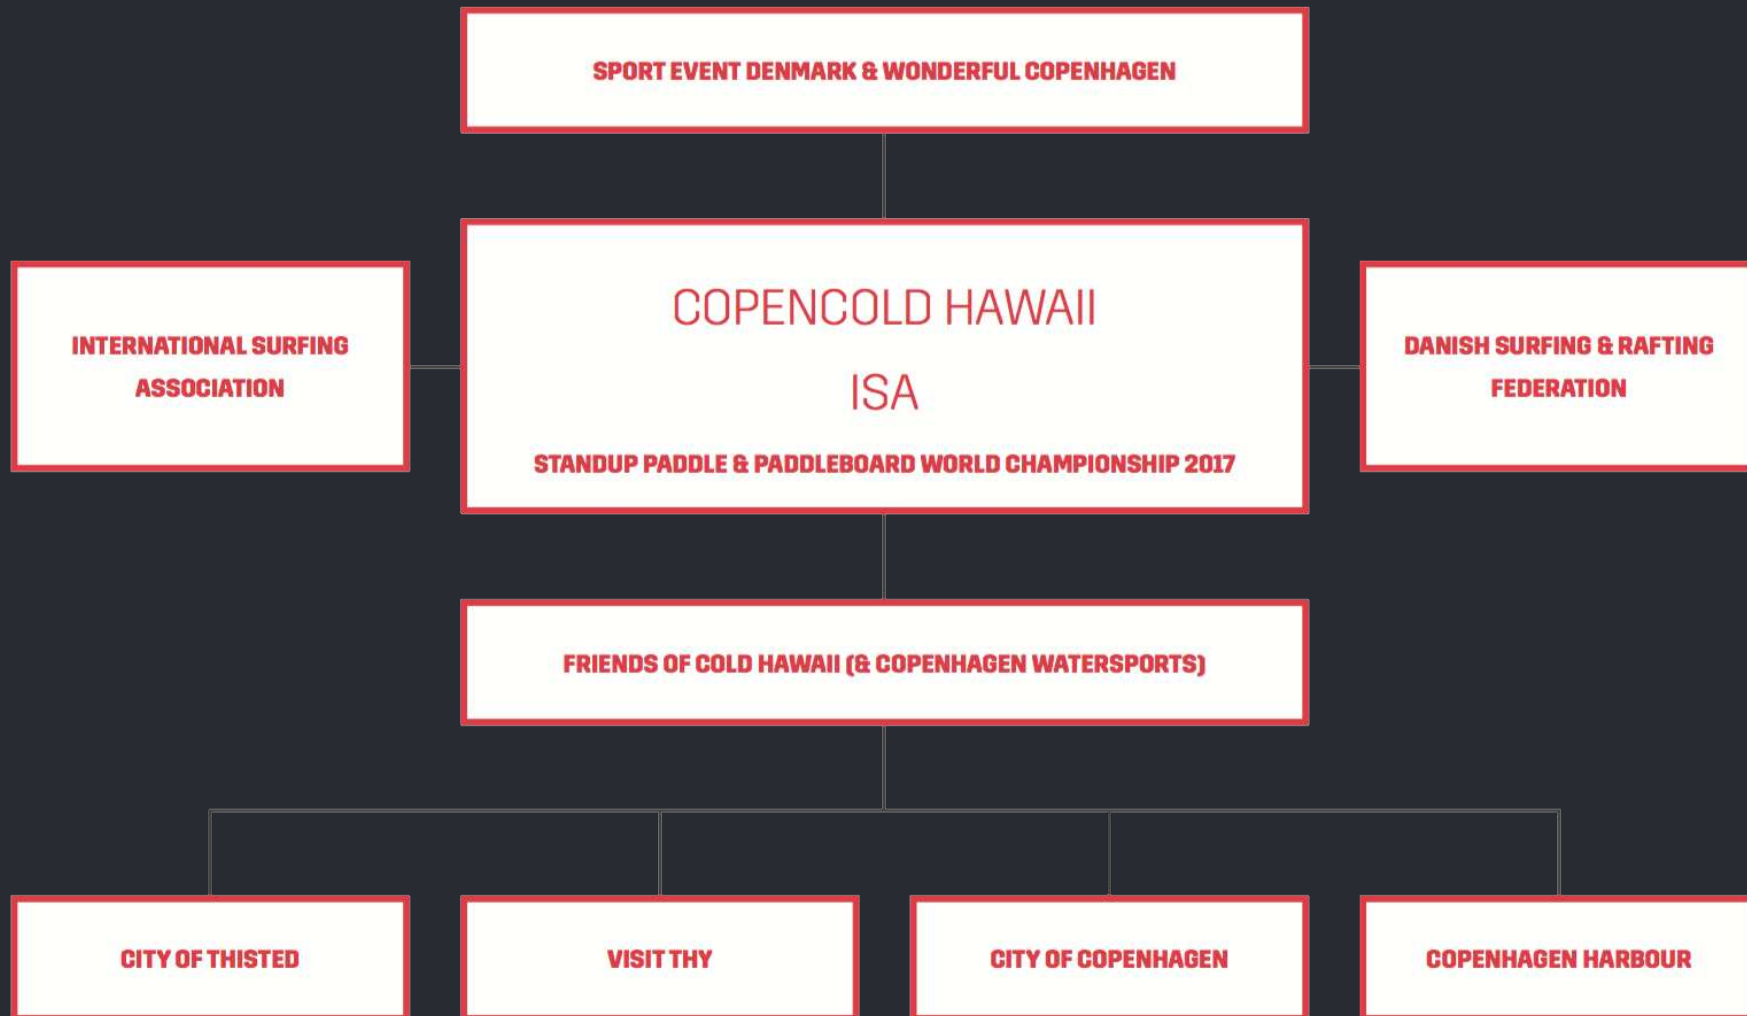 SPORT EVENT DENMARK & WONDERFUL COPENHAGEN
COPENCOLD HAWAII
ISA
STANDUP PADDLE & PADDLEBOARD WORLD CHAMPIONSHIP 2017
INTERNATIONAL SURFING
ASSOCIATION
DANISH SURFING & RAFTING
FEDERATION
FRIENDS OF COLD HAWAII (& COPENHAGEN WATERSPORTS)
CITY OF THISTED
VISIT THY
CITY OF COPENHAGEN
COPENHAGEN HARBOUR